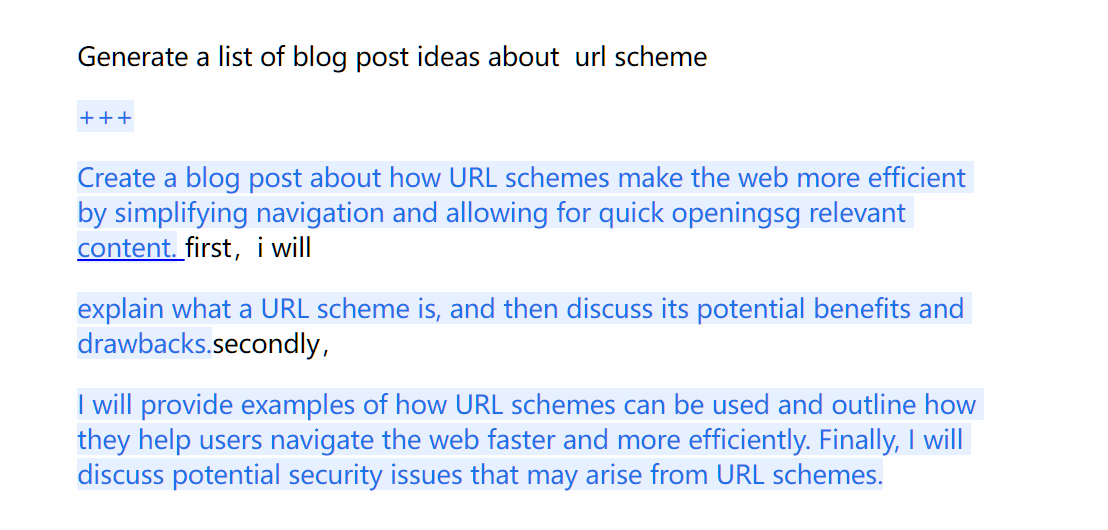 Generate a list of blog post ideas about  url scheme
+++
Create a blog post about how URL schemes make the web more efficient
by simplifying navigation and allowing for quick openingsg relevant
content. first，i will
explain what a URL scheme is, and then discuss its potential benefits and
drawbacks.secondly，
I will provide examples of how URL schemes can be used and outline how
they help users navigate the web faster and more efficiently. Finally, I will
discuss potential security issues that may arise from URL schemes.